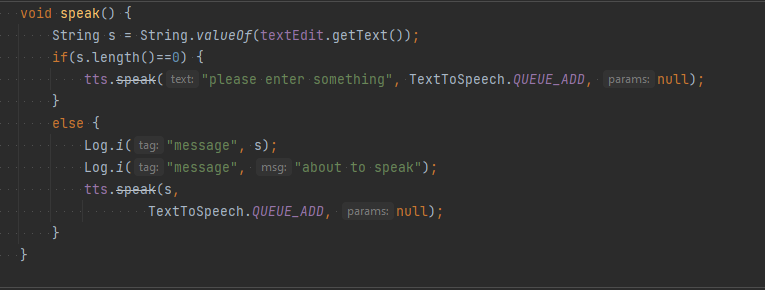 void speak() {
String s = String.valueOf(textEdit.getText());
if(s.length()==0) {
tts.speak( text: "please enter something", TextToSpeech.QUEUE_ADD, params: null);
}
else {
Log.i( tag: "message", s);
Log.i( tag: "message", msg: "about to speak");
tts.speak(s,
TextToSpeech.QUEUE_ADD, params: null);
}
}